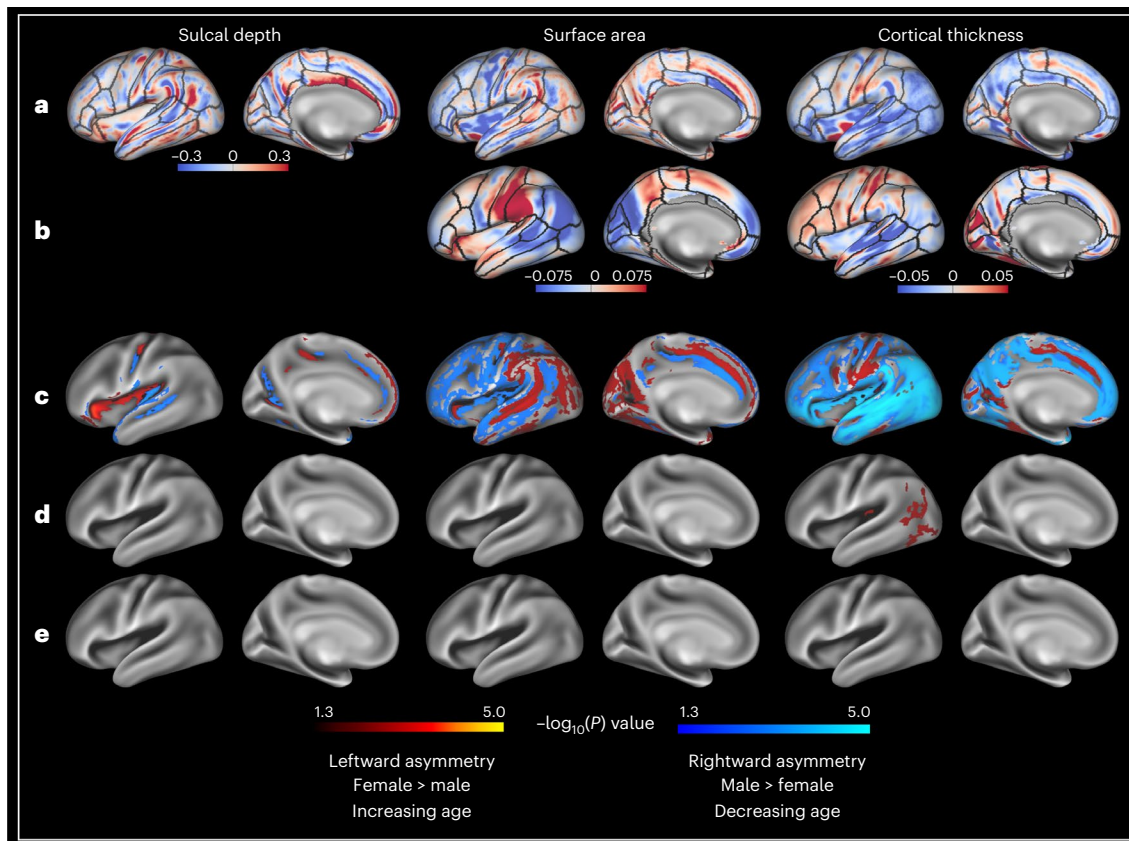 Sulcal depth Surface area Cortical thickness
a
–0.3 0 0.3
b
–0.075 0 0.075 –0.05 0 0.05
c
d
e
1.3 5.0 –log10(P) value 1.3 5.0
Leftward asymmetry Rightward asymmetry
Female > male Male > female
Increasing age Decreasing age